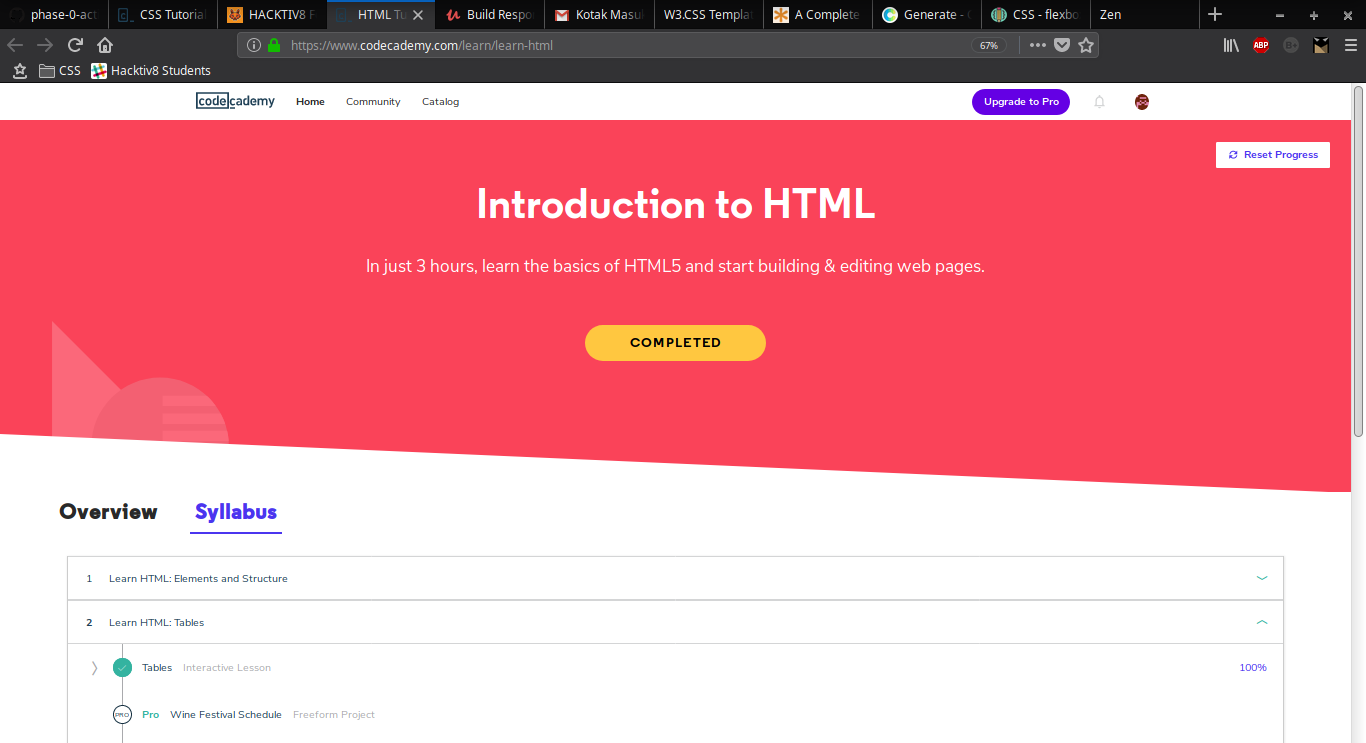 phase-0-act CSS Tutorial HACKTIV8 F HTML Tu Build Respo Kotak Masu W3.CSS Templat A Complete Generate - CSS - flexbo Zen
https://www.codecademy.com/learn/learn-html 67% ABP
CSS Hacktiv8 Students
codecademy Home Community Catalog Upgrade to Pro
Reset Progress
Introduction to HTML
In just 3 hours, learn the basics of HTML5 and start building & editing web pages.
COMPLETED
Overview Syllabus
1 Learn HTML: Elements and Structure
2 Learn HTML: Tables
Tables Interactive Lesson 100%
PRO Pro Wine Festival Schedule Freeform Project